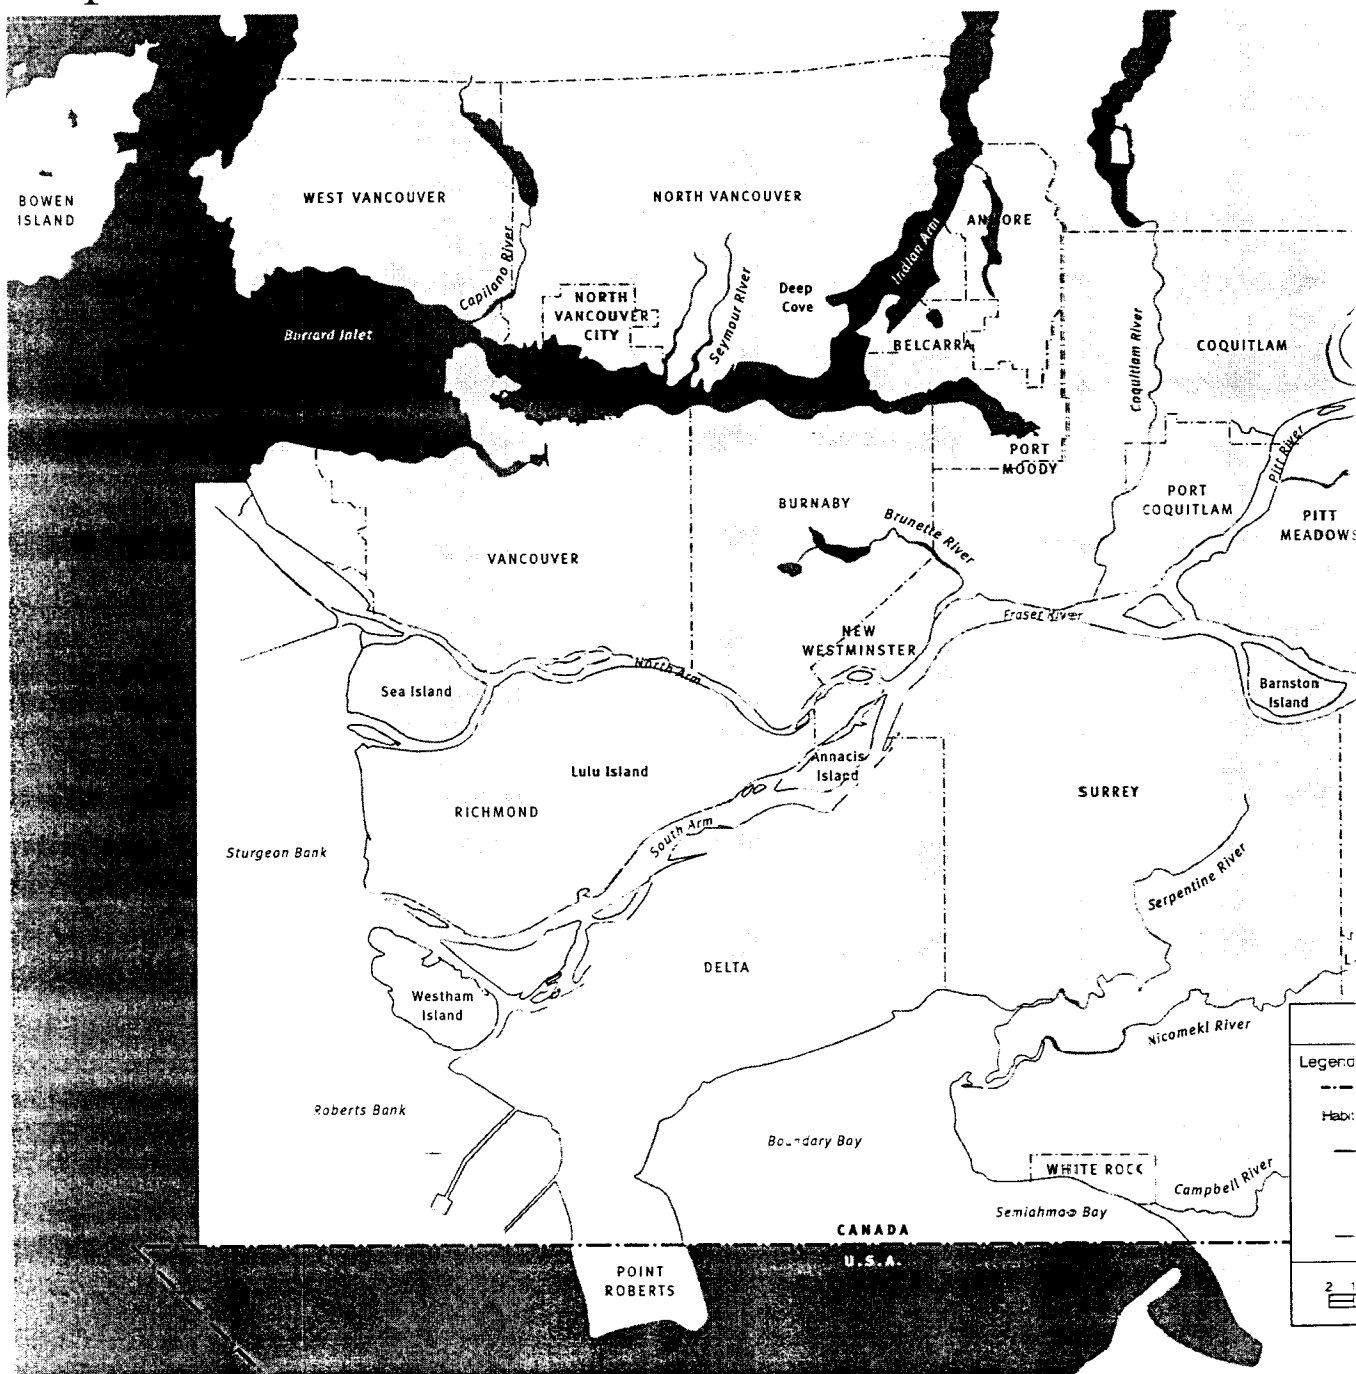 BOWEN
ISLAND
WEST VANCOUVER
NORTH VANCOUVER
ANMORE
Indian Arm
Capilano River
NORTH
VANCOUVER
CITY
Seymour River
Deep
Cove
Burrard Inlet
BELCARRA
Coquitlam River
COQUITLAM
PORT
MOODY
Pitt River
PORT
COQUITLAM
BURNABY
Brunette River
PITT
MEADOWS
VANCOUVER
Fraser River
NEW
WESTMINSTER
North Arm
Sea Island
Barnston
Island
Lulu Island
Annacis
Island
RICHMOND
SURREY
South Arm
Sturgeon Bank
Serpentine River
DELTA
Westham
Island
Nicomekl River
Legend
Roberts Bank
Boundary Bay
WHITE ROCK
Campbell River
Semiahmoo Bay
CANADA
U.S.A.
POINT
ROBERTS
2 1